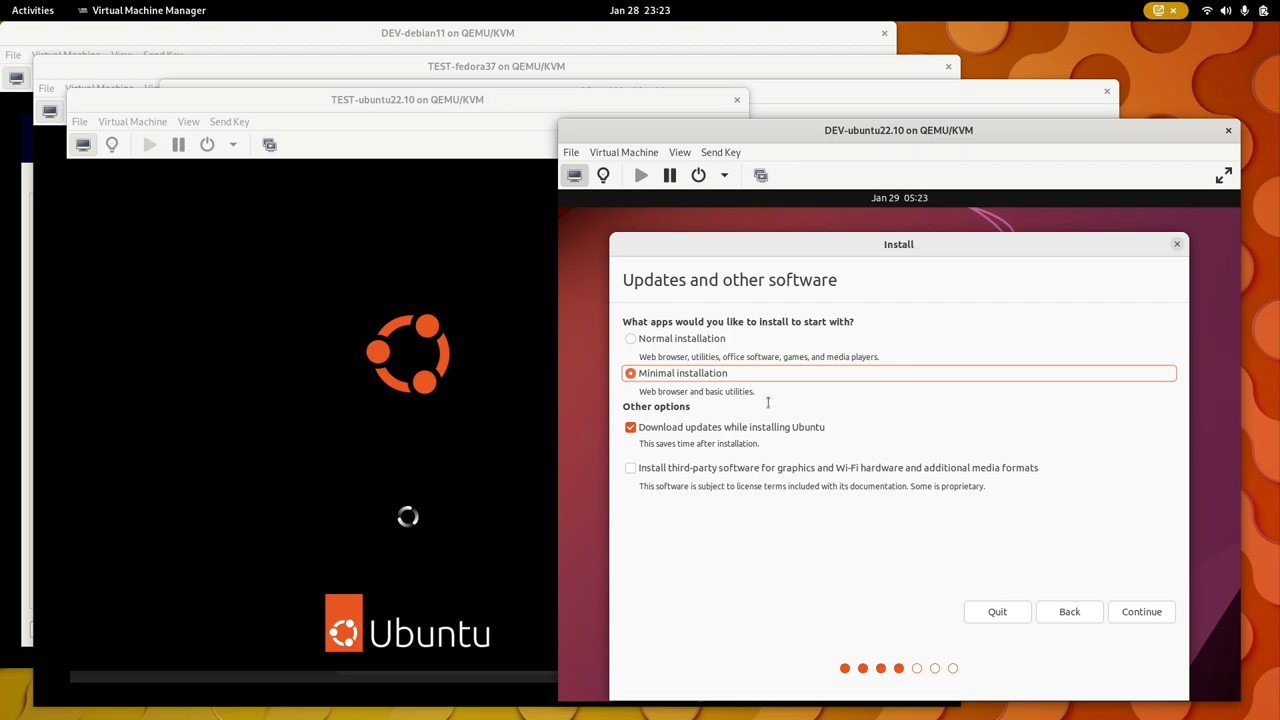 Activities
Virtual Machine Manager
Jan 28 23:23
DEV-debian11 on QEMU/KVM
File
TEST-fedora37 on QEMU/KVM
File
TEST-ubuntu22.10 on QEMU/KVM
File Virtual Machine View Send Key
Ubuntu
DEV-ubuntu22.10 on QEMU/KVM
File Virtual Machine View Send Key
Jan 29 05:23
Install
Updates and other software
What apps would you like to install to start with?
Normal installation
Web browser, utilities, office software, games, and media players.
Minimal installation
Web browser and basic utilities.
Other options
Download updates while installing Ubuntu
This saves time after installation.
Install third-party software for graphics and Wi-Fi hardware and additional media formats
This software is subject to license terms included with its documentation. Some is proprietary.
Quit
Back
Continue